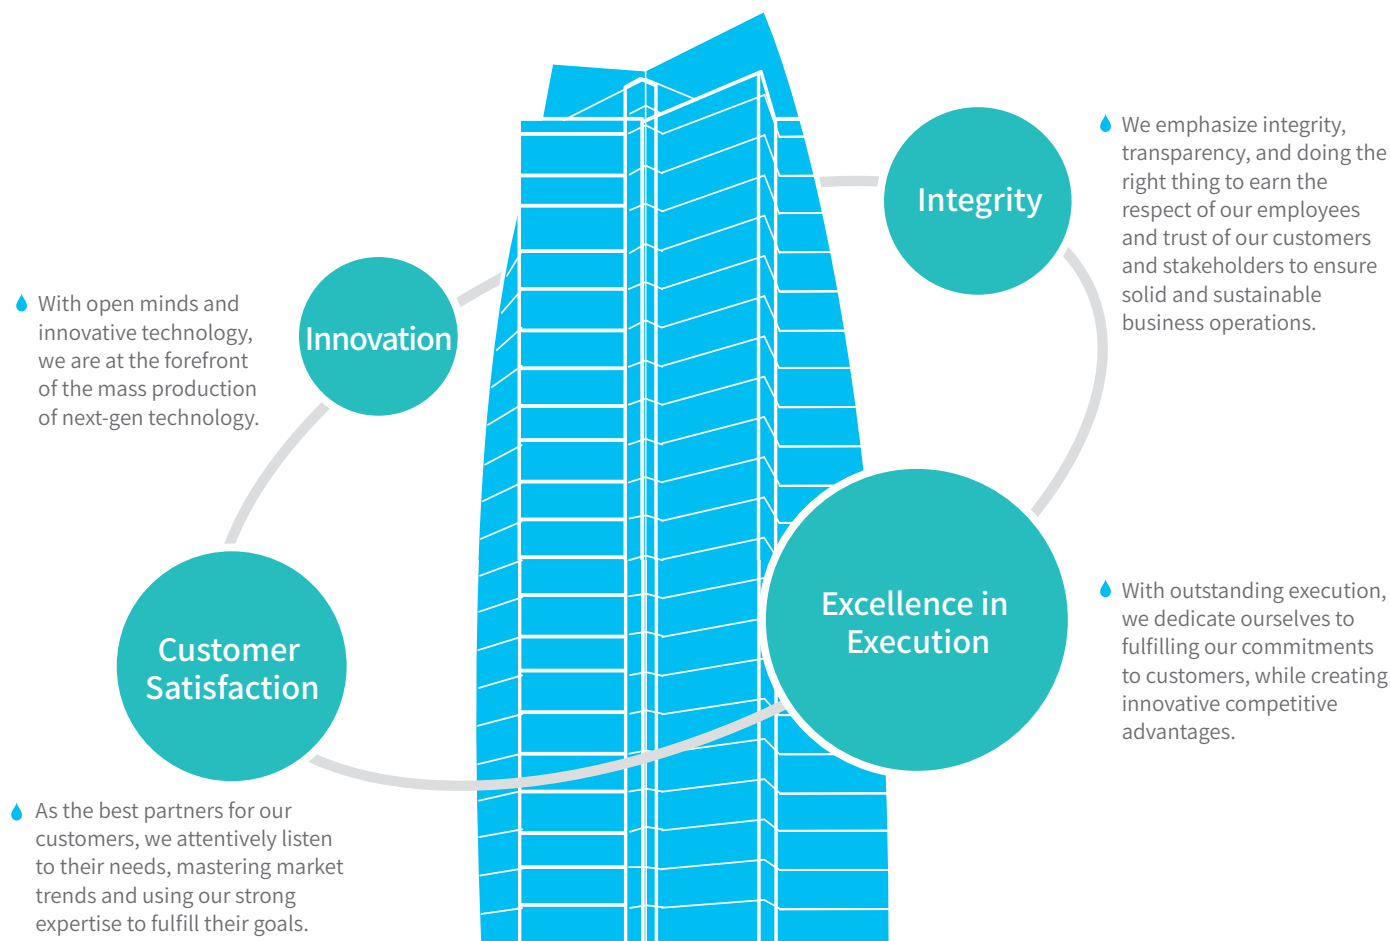 Integrity
We emphasize integrity,
transparency, and doing the
right thing to earn the
respect of our employees
and trust of our customers
and stakeholders to ensure
solid and sustainable
business operations.
Innovation
With open minds and
innovative technology,
we are at the forefront
of the mass production
of next-gen technology.
Excellence in
Execution
With outstanding execution,
we dedicate ourselves to
fulfilling our commitments
to customers, while creating
innovative competitive
advantages.
Customer
Satisfaction
As the best partners for our
customers, we attentively listen
to their needs, mastering market
trends and using our strong
expertise to fulfill their goals.